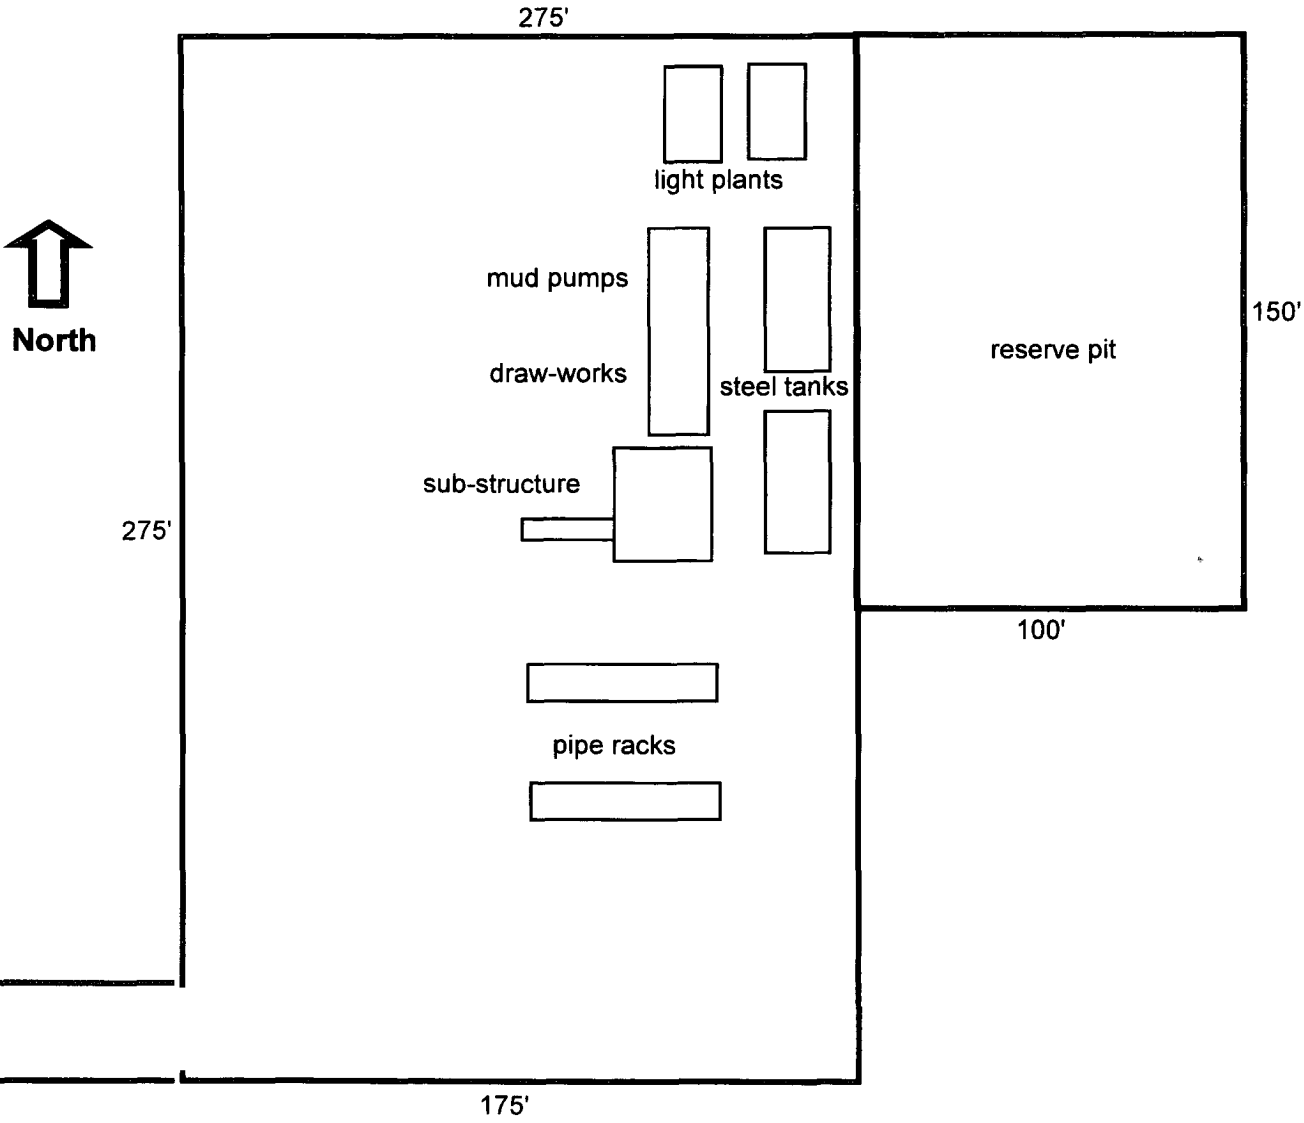 275'
light plants
mud pumps
150'
North
reserve pit
draw-works
steel tanks
sub-structure
275'
100'
pipe racks
175'